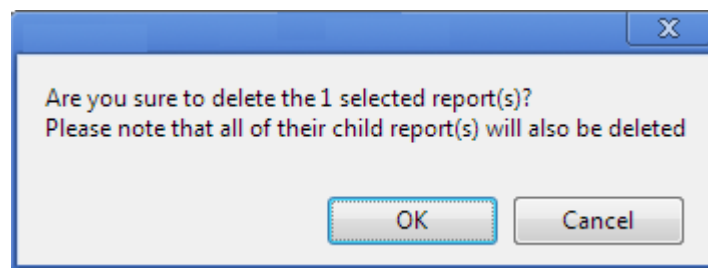 Are you sure to delete the 1 selected report(s)?
Please note that all of their child report(s) will also be deleted
OK Cancel